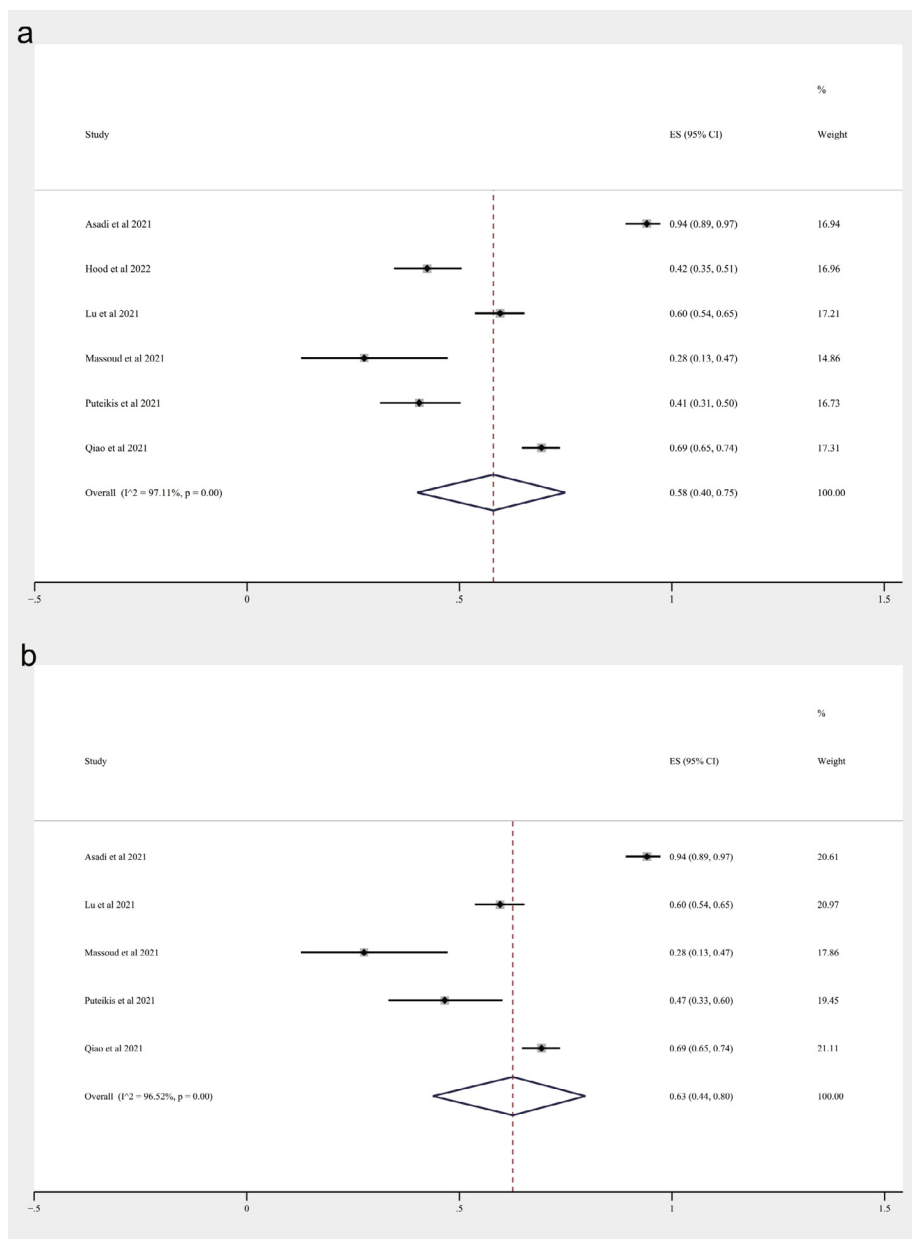 a
%
Study ES (95% CI) Weight
Asadi et al 2021 0.94 (0.89, 0.97) 16.94
Hood et al 2022 0.42 (0.35, 0.51) 16.96
Lu et al 2021 0.60 (0.54, 0.65) 17.21
Massoud et al 2021 0.28 (0.13, 0.47) 14.86
Puteikis et al 2021 0.41 (0.31, 0.50) 16.73
Qiao et al 2021 0.69 (0.65, 0.74) 17.31
Overall (I^2 = 97.11%, p = 0.00) 0.58 (0.40, 0.75) 100.00
-.5 0 .5 1 1.5
b
%
Study ES (95% CI) Weight
Asadi et al 2021 0.94 (0.89, 0.97) 20.61
Lu et al 2021 0.60 (0.54, 0.65) 20.97
Massoud et al 2021 0.28 (0.13, 0.47) 17.86
Puteikis et al 2021 0.47 (0.33, 0.60) 19.45
Qiao et al 2021 0.69 (0.65, 0.74) 21.11
Overall (I^2 = 96.52%, p = 0.00) 0.63 (0.44, 0.80) 100.00
-.5 0 .5 1 1.5